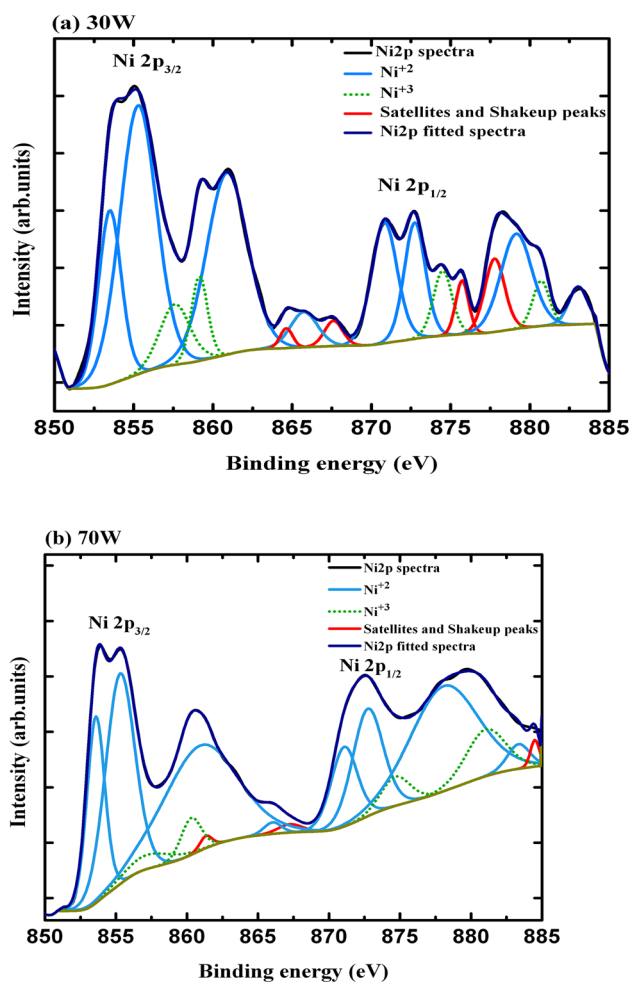 (a) 30W
Ni 2p3/2
Ni2p spectra
Ni+2
Ni+3
Satellites and Shakeup peaks
Ni2p fitted spectra
Ni 2p1/2
Intensity (arb.units)
850 855 860 865 870 875 880 885
Binding energy (eV)
(b) 70W
Ni 2p3/2
Ni2p spectra
Ni+2
Ni+3
Satellites and Shakeup peaks
Ni2p fitted spectra
Ni 2p1/2
Intensity (arb.units)
850 855 860 865 870 875 880 885
Binding energy (eV)